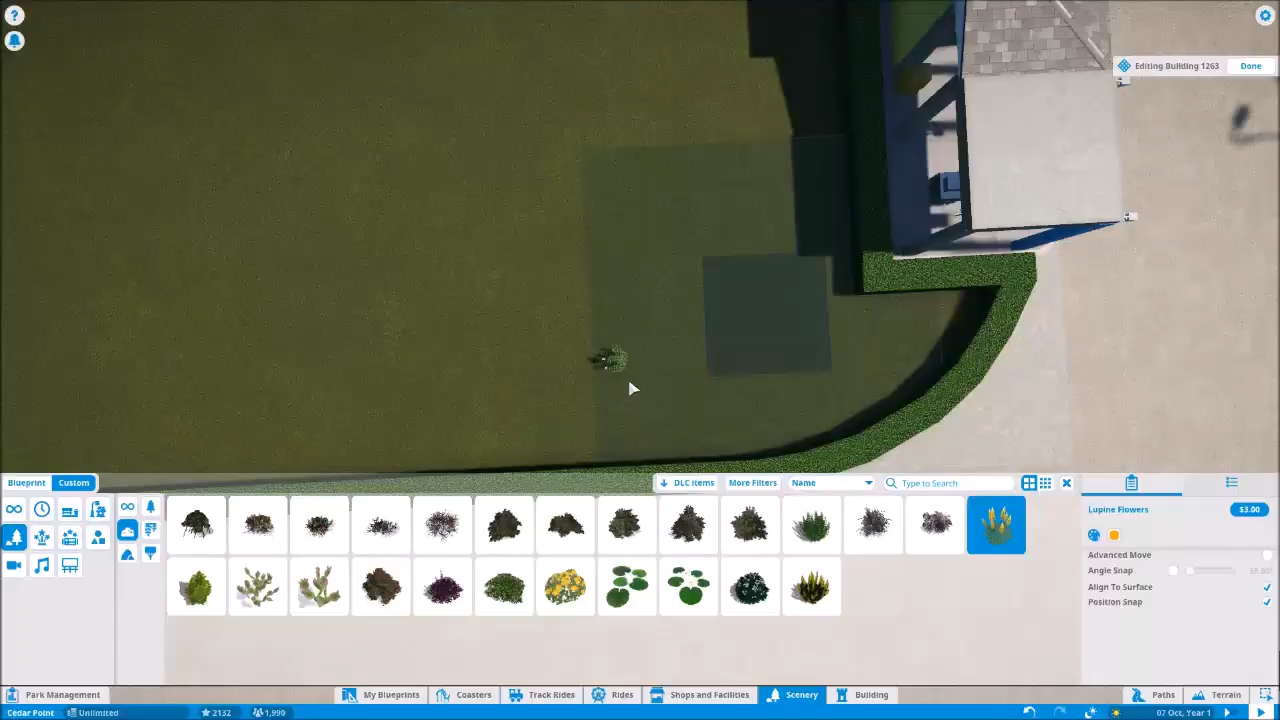 ?
Editing Building 1263 Done
Blueprint Custom
DLC Items More Filters Name Type to Search
Lupine Flowers $3.00
Advanced Move
Angle Snap
Align To Surface
Position Snap
Park Management My Blueprints Coasters Track Rides Rides Shops and Facilities Scenery Building Paths Terrain
Cedar Point Unlimited 2132 1,990 07 Oct, Year 1